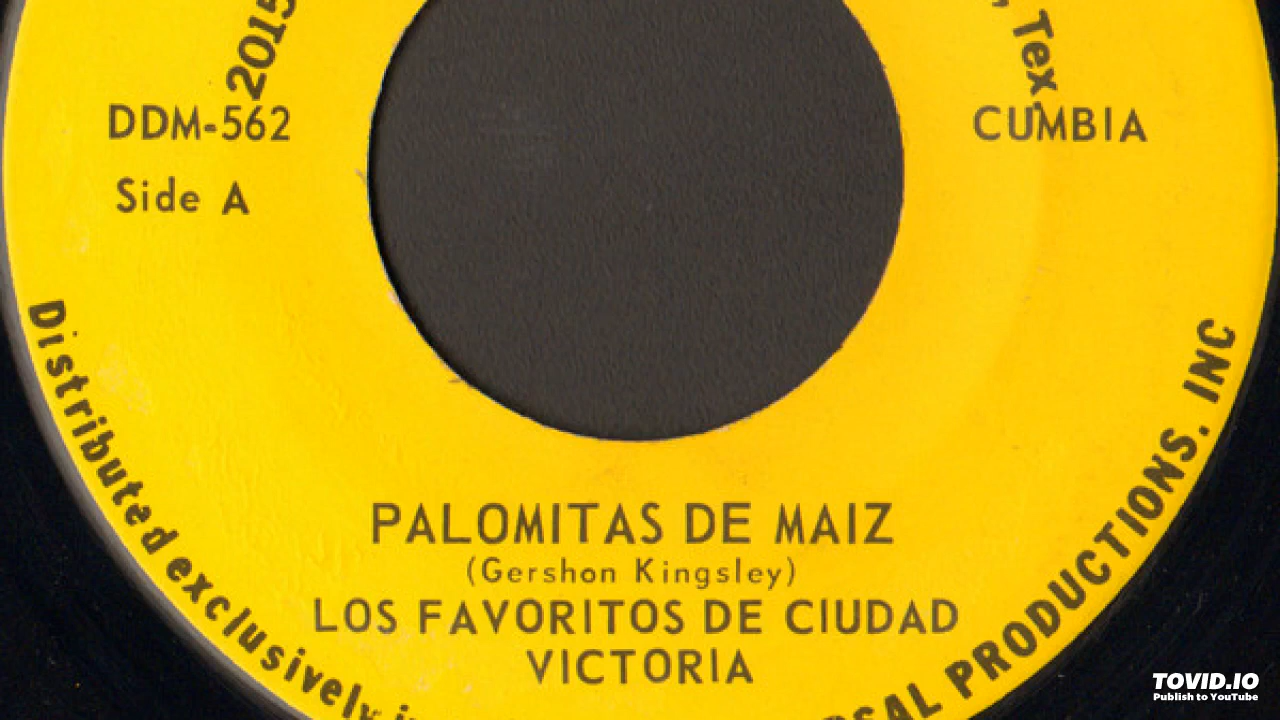 2015
, Tex.
DDM-562
CUMBIA
Side A
PALOMITAS DE MAIZ
(Gershon Kingsley)
LOS FAVORITOS DE CIUDAD
VICTORIA
Distributed exclusively
PRODUCTIONS. INC
TOVID.IO
Publish to YouTube